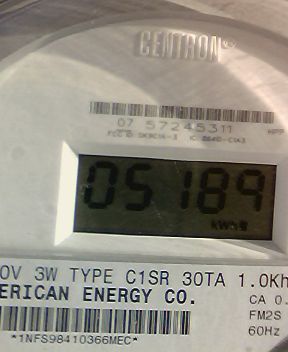 CENTRON®
07 57245311
05189
kWh
0V 3W TYPE C1SR 30TA 1.0Kh
ERICAN ENERGY CO.
CA 0.
FM2S
60Hz
*1NFS98410366MEC*